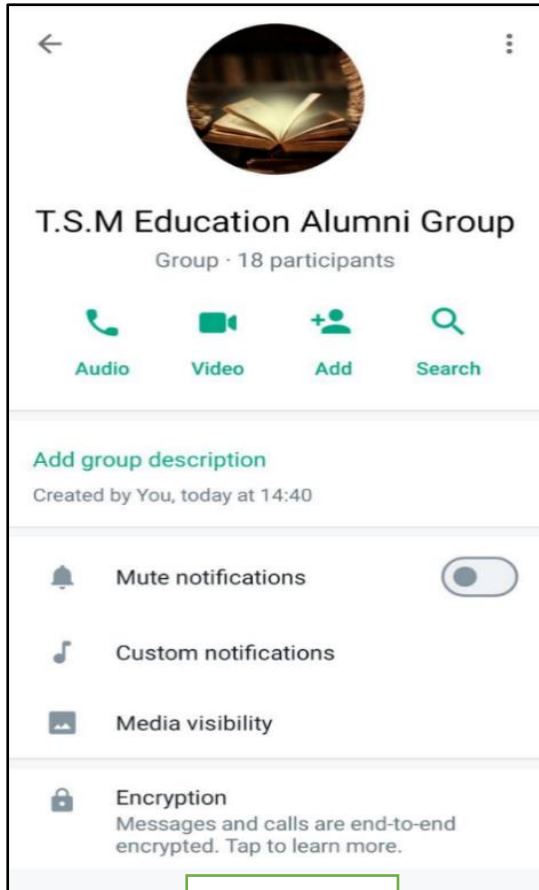 T.S.M Education Alumni Group
Group · 18 participants
Audio Video Add Search
Add group description
Created by You, today at 14:40
Mute notifications
Custom notifications
Media visibility
Encryption
Messages and calls are end-to-end
encrypted. Tap to learn more.